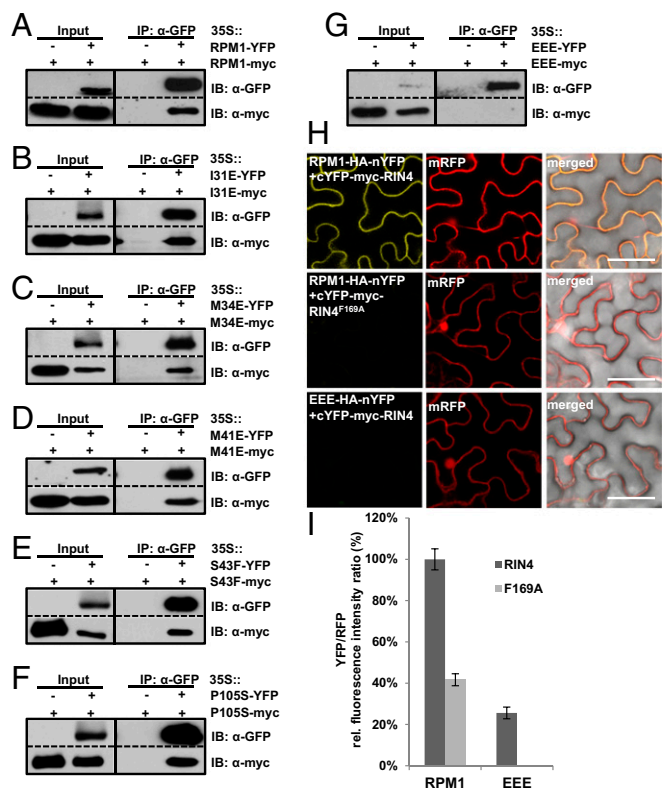 A
Input
IP: α-GFP
35S::
- + - + RPM1-YFP
+ + + + RPM1-myc
IB: α-GFP
IB: α-myc
B
Input
IP: α-GFP
35S::
- + - + I31E-YFP
+ + + + I31E-myc
IB: α-GFP
IB: α-myc
C
Input
IP: α-GFP
35S::
- + - + M34E-YFP
+ + + + M34E-myc
IB: α-GFP
IB: α-myc
D
Input
IP: α-GFP
35S::
- + - + M41E-YFP
+ + + + M41E-myc
IB: α-GFP
IB: α-myc
E
Input
IP: α-GFP
35S::
- + - + S43F-YFP
+ + + + S43F-myc
IB: α-GFP
IB: α-myc
F
Input
IP: α-GFP
35S::
- + - + P105S-YFP
+ + + + P105S-myc
IB: α-GFP
IB: α-myc
G
Input
IP: α-GFP
35S::
- + - + EEE-YFP
+ + + + EEE-myc
IB: α-GFP
IB: α-myc
H
RPM1-HA-nYFP
+cYFP-myc-RIN4
mRFP
merged
RPM1-HA-nYFP
+cYFP-myc-
RIN4F169A
mRFP
merged
EEE-HA-nYFP
+cYFP-myc-RIN4
mRFP
merged
I
YFP/RFP
rel. fluorescence intensity ratio (%)
120%
100%
80%
60%
40%
20%
0%
RIN4
F169A
RPM1
EEE